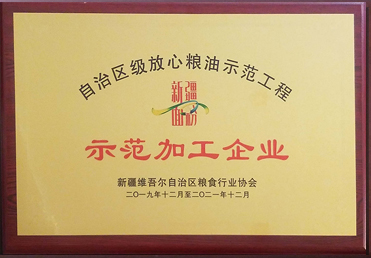 自治区级放心粮油示范工程
新疆
面粉
示范加工企业
新疆维吾尔自治区粮食行业协会
二〇一九年十二月至二〇二一年十二月